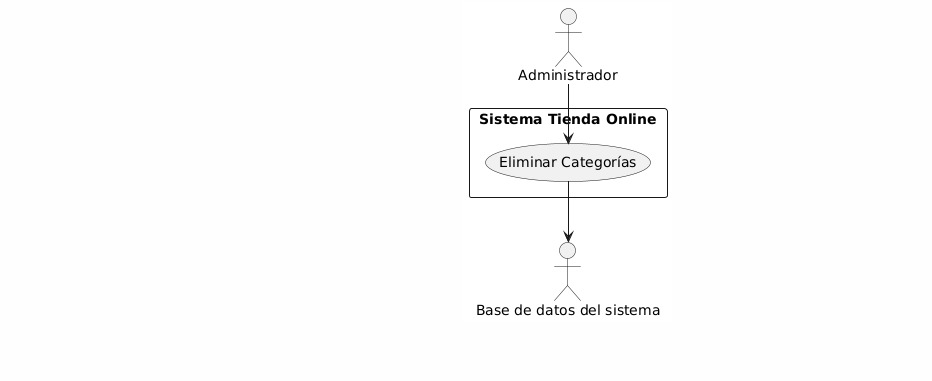 Administrador
Sistema Tienda Online
Eliminar Categorías
Base de datos del sistema